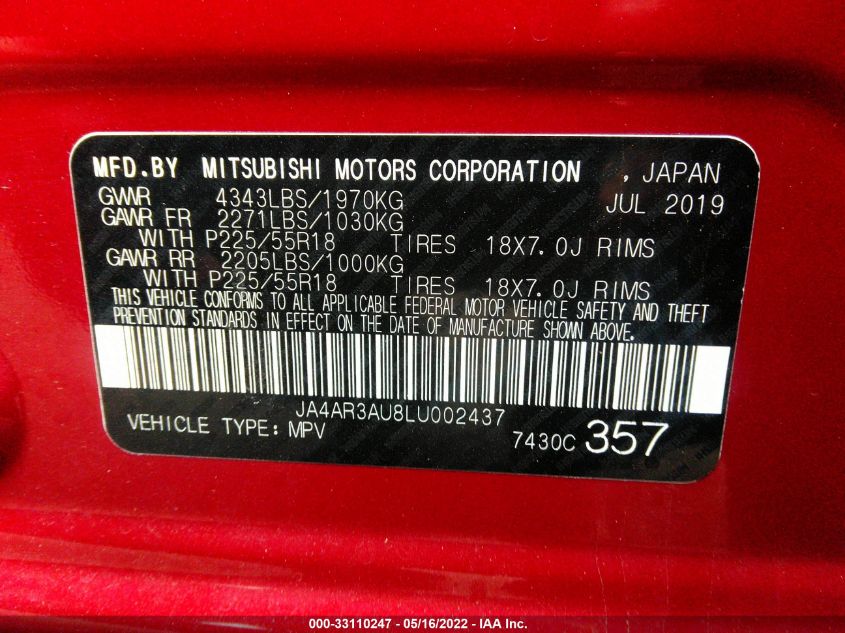 MFD.BY MITSUBISHI MOTORS CORPORATION , JAPAN
GVWR 4343LBS/1970KG JUL 2019
GAWR FR 2271LBS/1030KG
WITH P225/55R18 TIRES 18X7.0J RIMS
GAWR RR 2205LBS/1000KG
WITH P225/55R18 TIRES 18X7.0J RIMS
THIS VEHICLE CONFORMS TO ALL APPLICABLE FEDERAL MOTOR VEHICLE SAFETY AND THEFT
PREVENTION STANDARDS IN EFFECT ON THE DATE OF MANUFACTURE SHOWN ABOVE.
JA4AR3AU8LU002437
VEHICLE TYPE: MPV 7430C 357
000-33110247 - 05/16/2022 - IAA Inc.